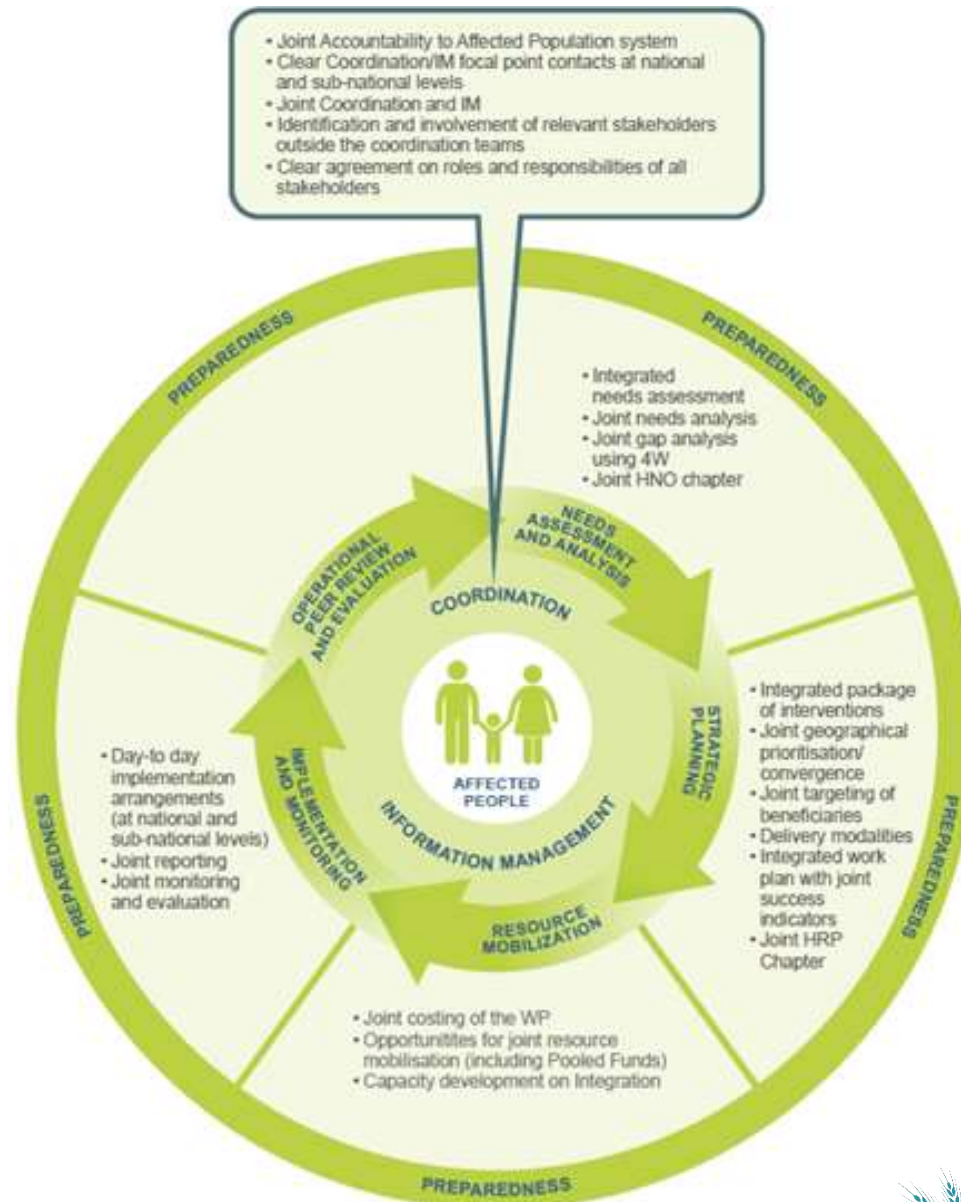 • Joint Accountability to Affected Population system
• Clear Coordination/IM focal point contacts at national
and sub-national levels
• Joint Coordination and IM
• Identification and involvement of relevant stakeholders
outside the coordination teams
• Clear agreement on roles and responsibilities of all
stakeholders
PREPAREDNESS
PREPAREDNESS
• Integrated
needs assessment
• Joint needs analysis
• Joint gap analysis
using 4W
• Joint HNO chapter
OPERATIONAL
PEER REVIEW
AND EVALUATION
NEEDS
ASSESSMENT
AND ANALYSIS
COORDINATION
AFFECTED
PEOPLE
INFORMATION MANAGEMENT
STRATEGIC
PLANNING
• Integrated package
of interventions
• Joint geographical
prioritisation/
convergence
• Joint targeting of
beneficiaries
• Delivery modalities
• Integrated work
plan with joint
success
indicators
• Joint HRP
Chapter
PREPAREDNESS
IMPLEMENTATION
AND MONITORING
• Day-to day
implementation
arrangements
(at national and
sub-national levels)
• Joint reporting
• Joint monitoring
and evaluation
PREPAREDNESS
RESOURCE
MOBILIZATION
• Joint costing of the WP
• Opportunitites for joint resource
mobilisation (including Pooled Funds)
• Capacity development on Integration
PREPAREDNESS